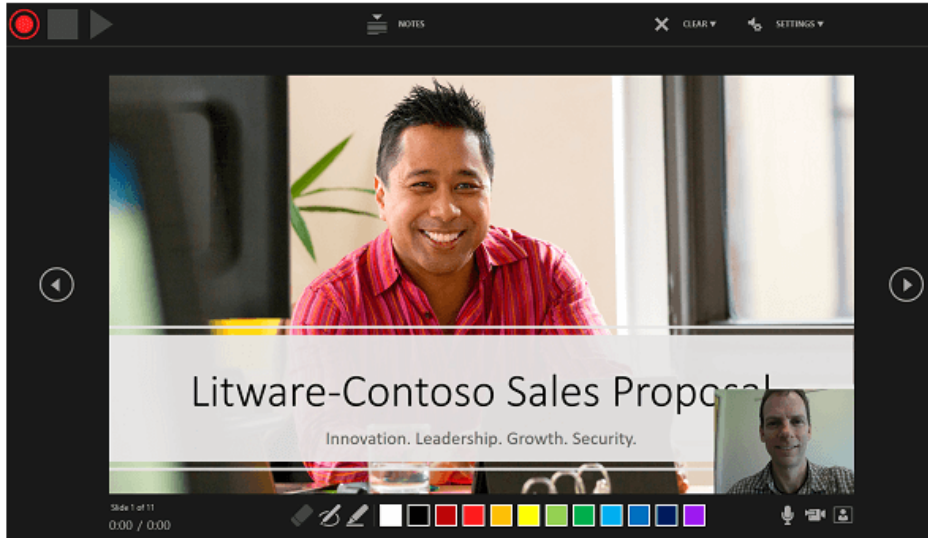 NOTES
CLEAR ▼
SETTINGS ▼
Litware-Contoso Sales Proposal
Innovation. Leadership. Growth. Security.
Slide 1 of 11
0:00 / 0:00